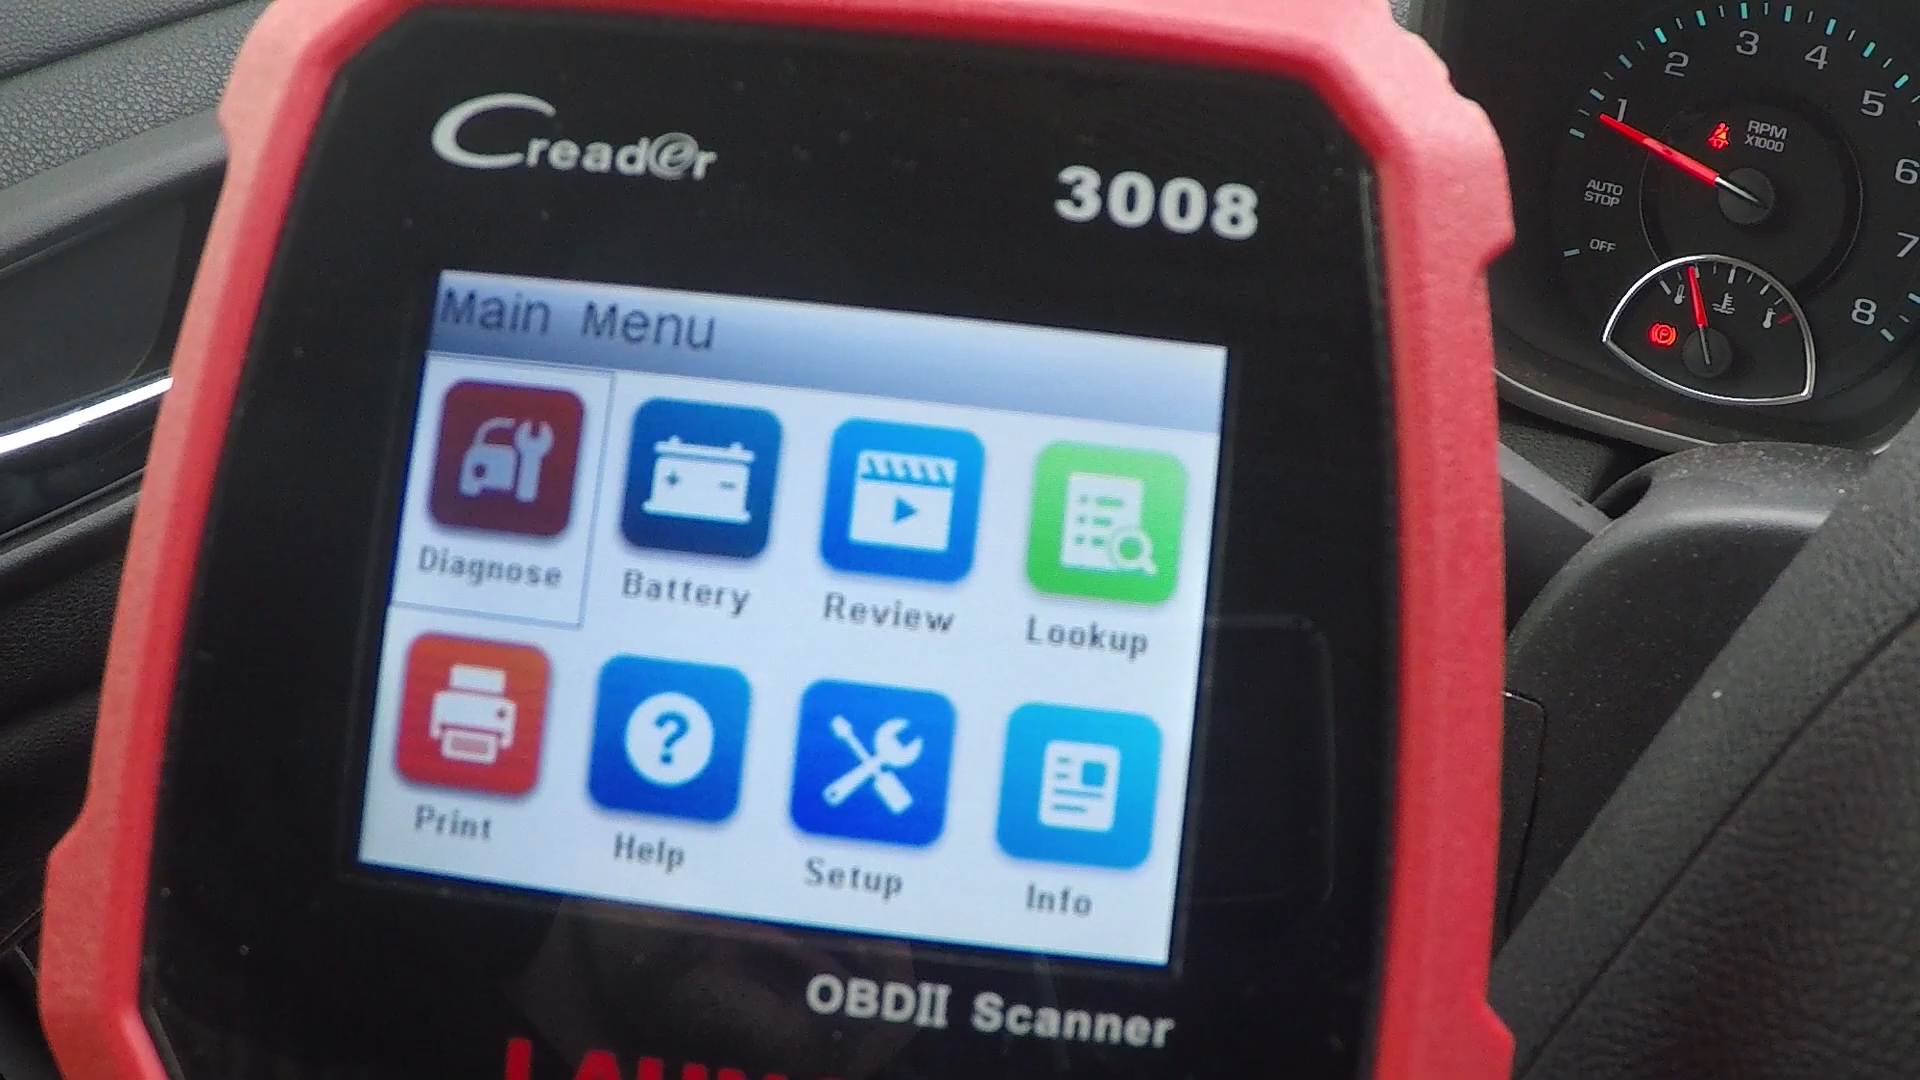 Creader
3008
Main Menu
Diagnose
Battery
Review
Lookup
Print
Help
Setup
Info
OBDII Scanner
1
2
3
4
5
6
7
8
RPM
X1000
AUTO
STOP
OFF